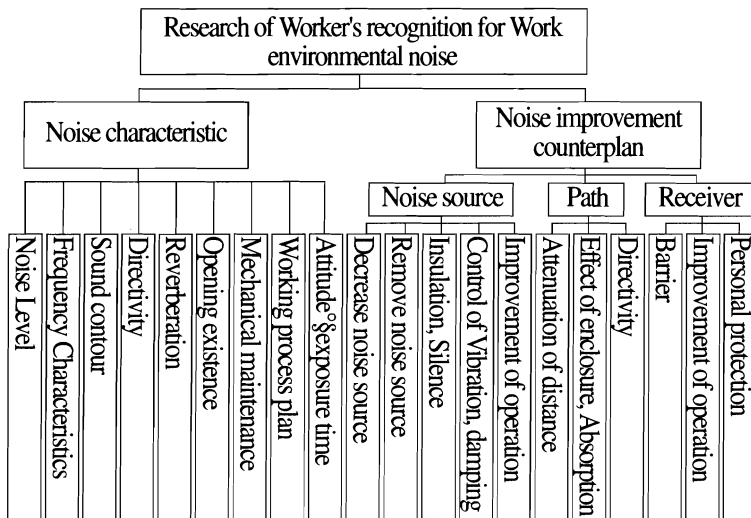 Research of Worker's recognition for Work
environmental noise
Noise characteristic
Noise improvement
counterplan
Noise source
Path
Receiver
Noise Level
Frequency Characteristics
Sound contour
Directivity
Reverberation
Opening existence
Mechanical maintenance
Working process plan
Attitude°§exposure time
Decrease noise source
Remove noise source
Insulation, Silence
Control of Vibration, damping
Improvement of operation
Attenuation of distance
Effect of enclosure, Absorption
Directivity
Barrier
Improvement of operation
Personal protection